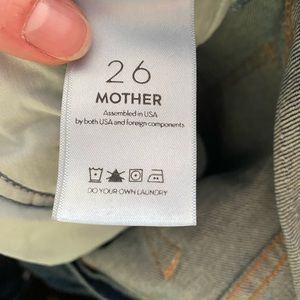 26
MOTHER
Assembled in USA
by both USA and foreign components
DO YOUR OWN LAUNDRY